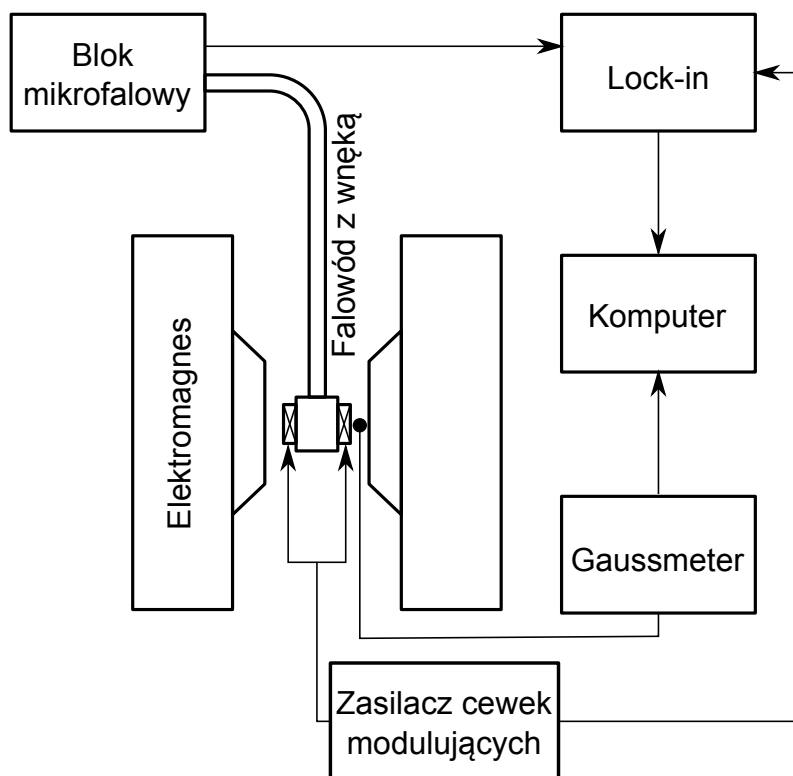 Blok
mikrofalowy
Lock-in
Falowód z wnęką
Elektromagnes
Komputer
Gaussmeter
Zasilacz cewek
modulujących